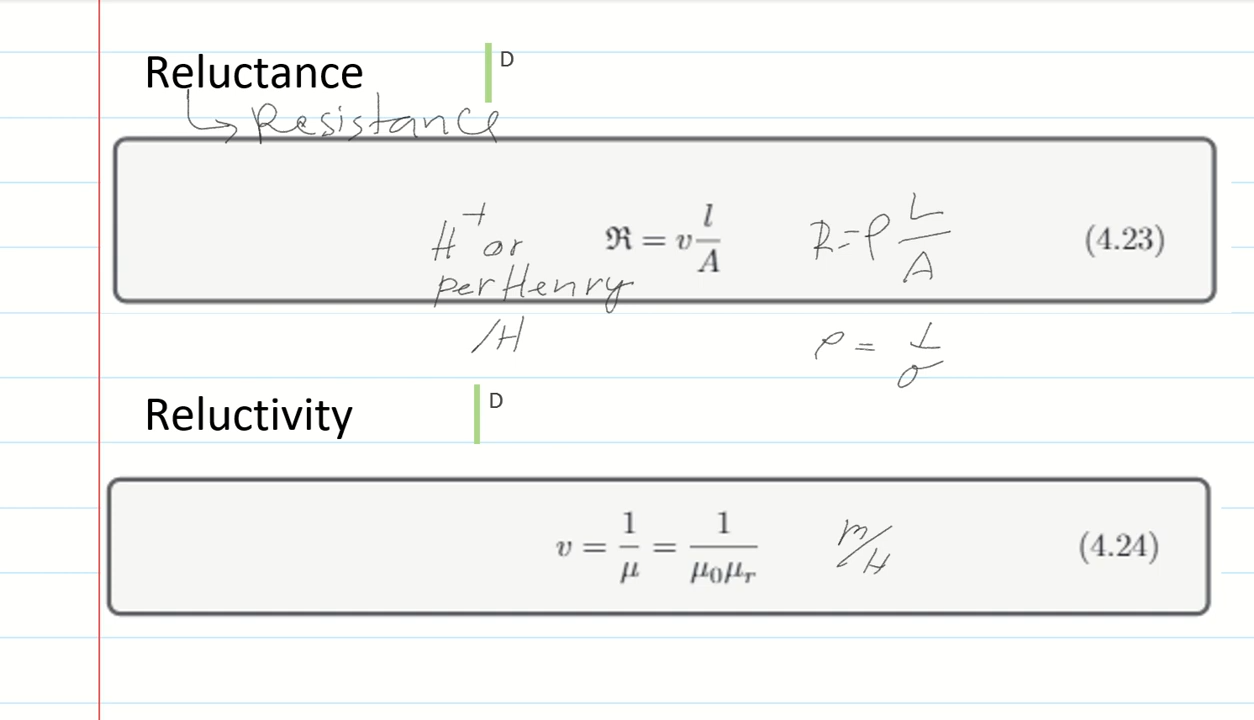 Reluctance D
↳ Resistance
H⁻¹ or ℜ = v l/A R = ρ L/A (4.23)
per Henry
/H ρ = 1/σ
Reluctivity D
v = 1/μ = 1/μ₀μᵣ m/H (4.24)